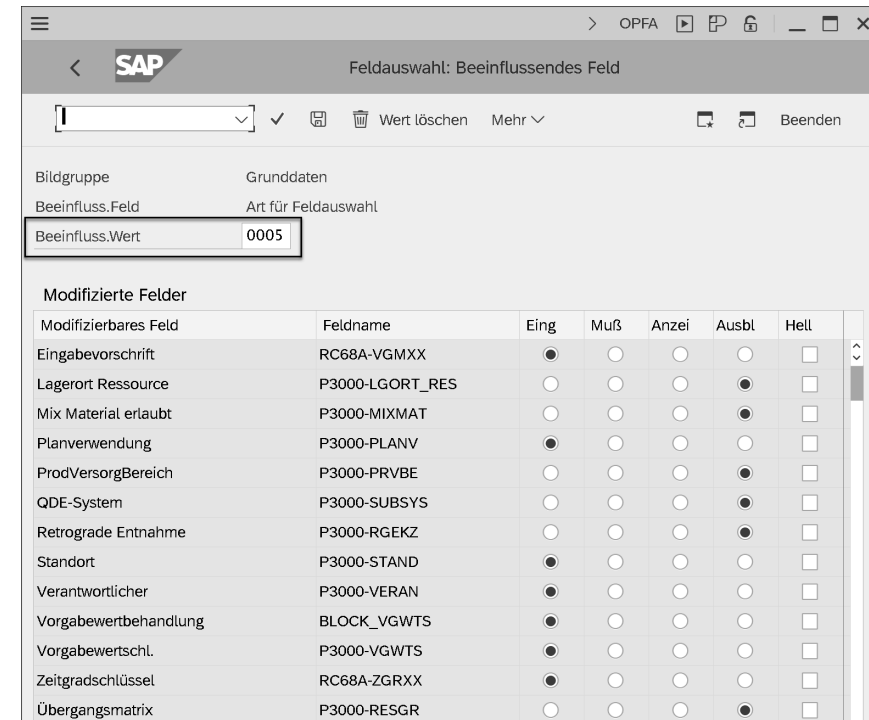 OPFA
SAP Feldauswahl: Beeinflussendes Feld
Wert löschen Mehr Beenden
Bildgruppe Grunddaten
Beeinfluss.Feld Art für Feldauswahl
Beeinfluss.Wert 0005
Modifizierte Felder
Modifizierbares Feld Feldname Eing Muß Anzei Ausbl Hell
Eingabevorschrift RC68A-VGMXX
Lagerort Ressource P3000-LGORT_RES
Mix Material erlaubt P3000-MIXMAT
Planverwendung P3000-PLANV
ProdVersorgBereich P3000-PRVBE
QDE-System P3000-SUBSYS
Retrograde Entnahme P3000-RGEKZ
Standort P3000-STAND
Verantwortlicher P3000-VERAN
Vorgabewertbehandlung BLOCK_VGWTS
Vorgabewertschl. P3000-VGWTS
Zeitgradschlüssel RC68A-ZGRXX
Übergangsmatrix P3000-RESGR